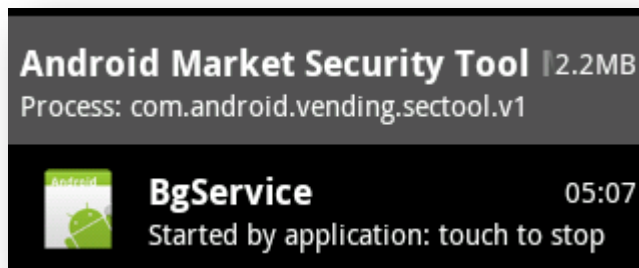 Android Market Security Tool 2.2MB
Process: com.android.vending.sectool.v1
Android
BgService 05:07
Started by application: touch to stop